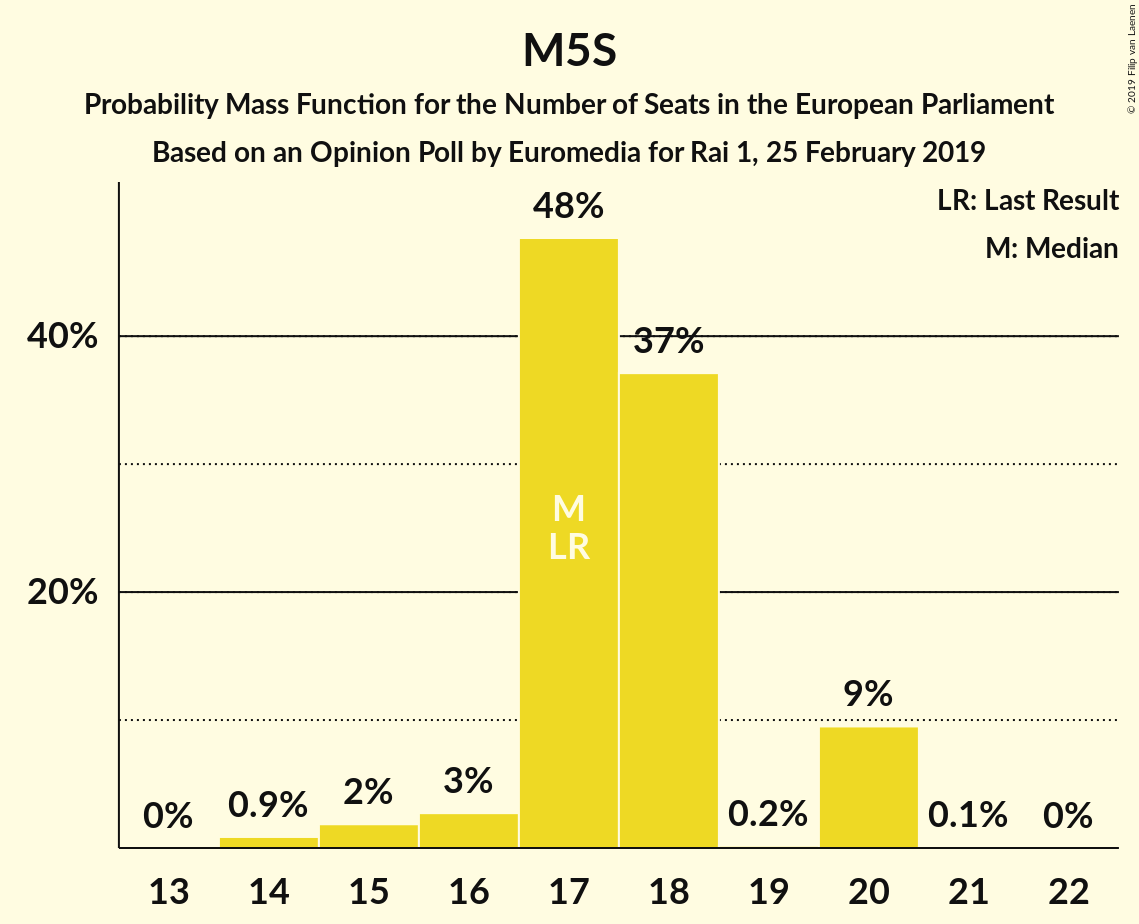 M5S
Probability Mass Function for the Number of Seats in the European Parliament
Based on an Opinion Poll by Euromedia for Rai 1, 25 February 2019
© 2019 Filip van Laenen
LR: Last Result
M: Median
40%
20%
0%
0.9%
2%
3%
48%
37%
0.2%
9%
0.1%
0%
M
LR
13 14 15 16 17 18 19 20 21 22